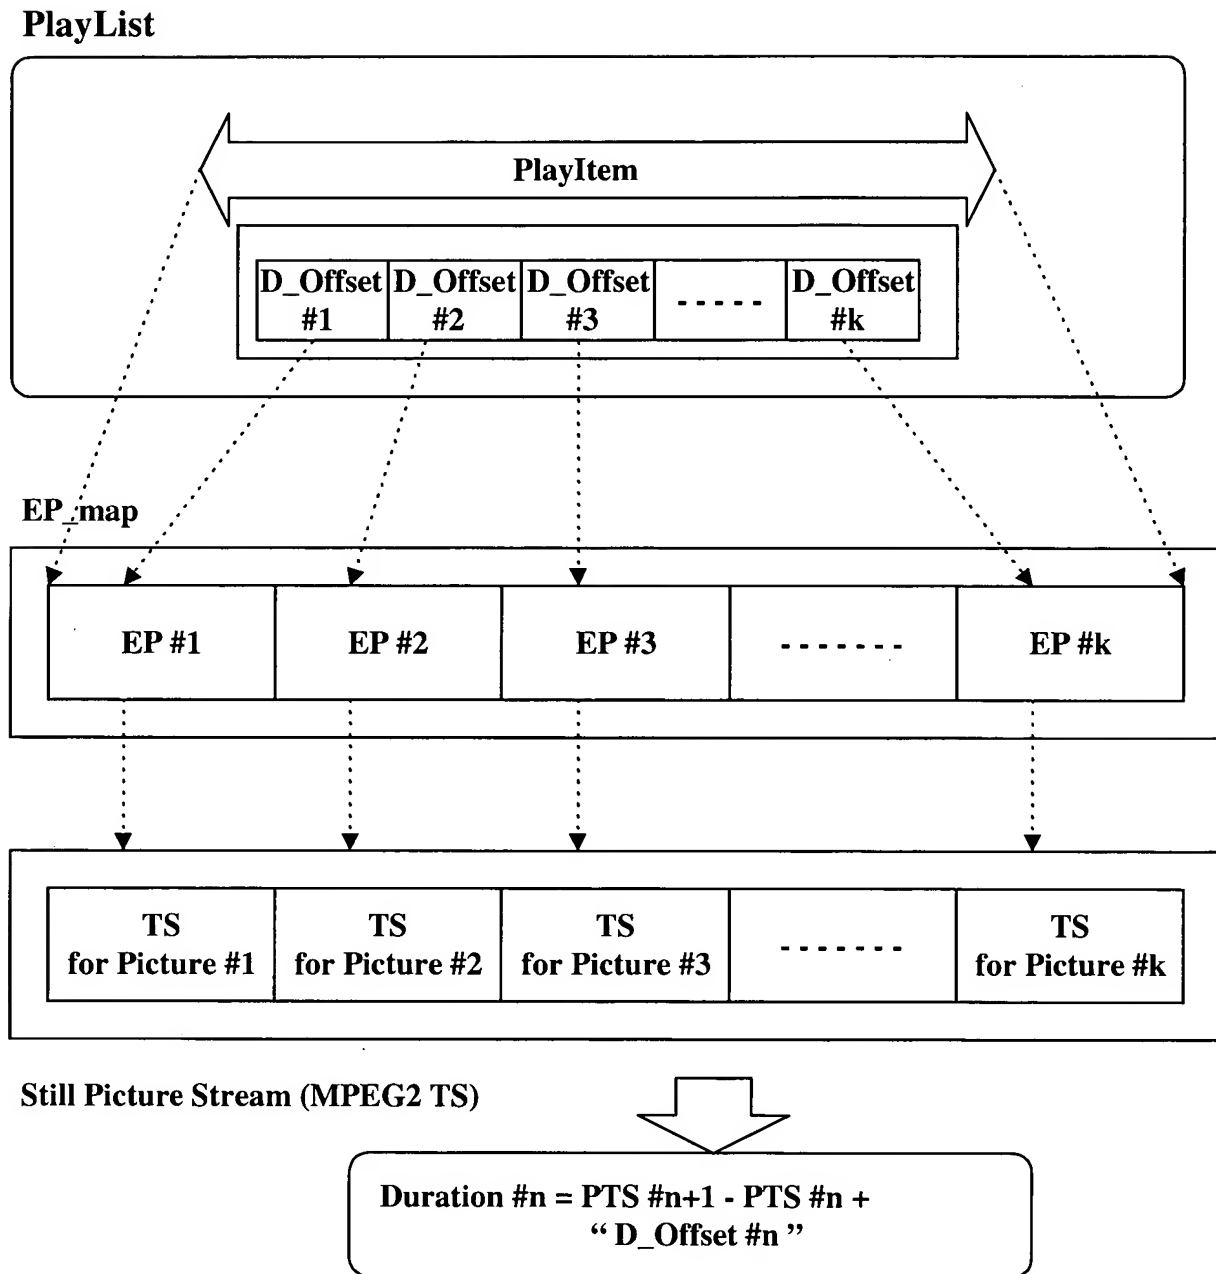 PlayList
PlayItem
D_Offset D_Offset D_Offset ----- D_Offset
#1 #2 #3 #k
EP_map
EP #1 EP #2 EP #3 ------- EP #k
TS TS TS ------- TS
for Picture #1 for Picture #2 for Picture #3 for Picture #k
Still Picture Stream (MPEG2 TS)
Duration #n = PTS #n+1 - PTS #n +
“ D_Offset #n ”